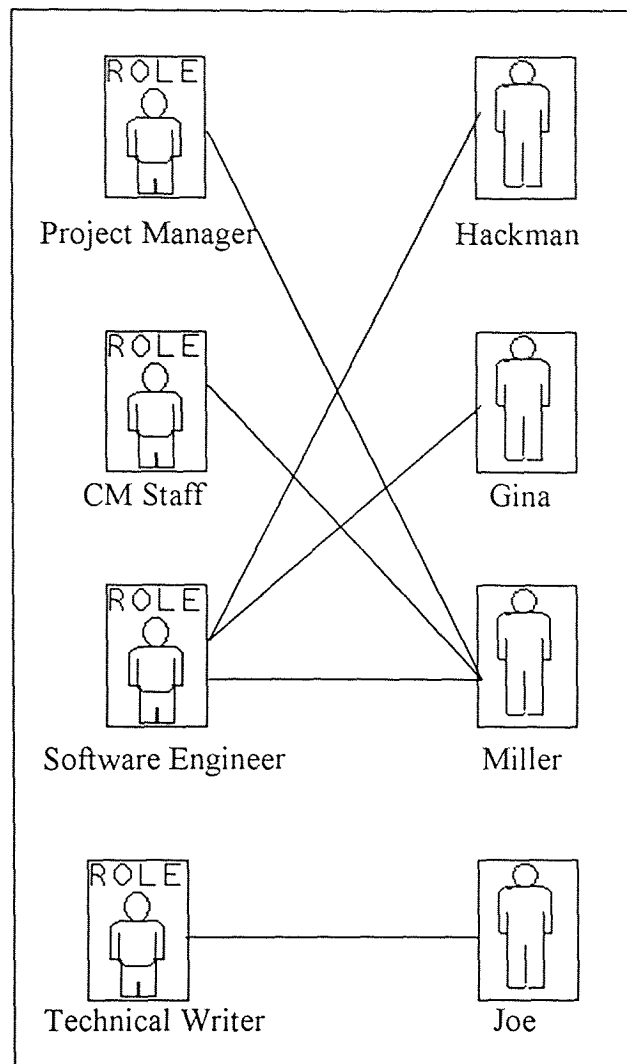 ROLE
Project Manager
Hackman
ROLE
CM Staff
Gina
ROLE
Software Engineer
Miller
ROLE
Technical Writer
Joe